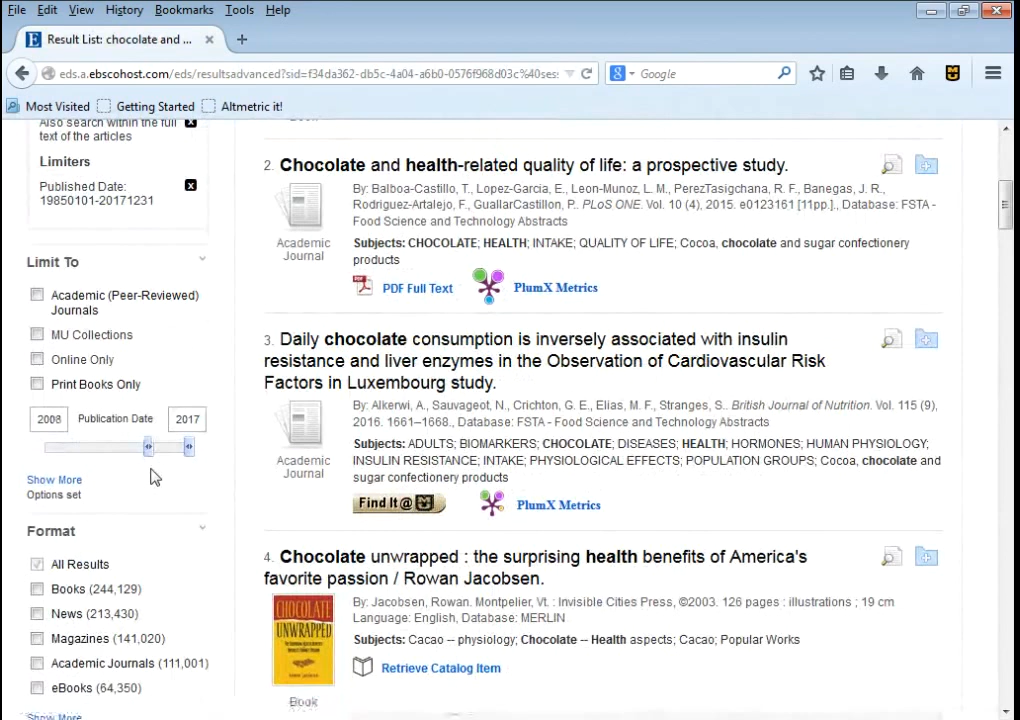 File Edit View History Bookmarks Tools Help
Result List: chocolate and ...
eds.a.ebscohost.com/eds/resultsadvanced?sid=f34da362-db5c-4a04-a6b0-0576f968d03c%40ses:
Google
Most Visited Getting Started Altmetric it!
Also search within the full
text of the articles
Limiters
Published Date:
19850101-20171231
Limit To
Academic (Peer-Reviewed)
Journals
MU Collections
Online Only
Print Books Only
2008 Publication Date 2017
Show More
Options set
Format
All Results
Books (244,129)
News (213,430)
Magazines (141,020)
Academic Journals (111,001)
eBooks (64,350)
Show More
2. Chocolate and health-related quality of life: a prospective study.
Academic
Journal
By: Balboa-Castillo, T., Lopez-Garcia, E., Leon-Munoz, L. M., PerezTasigchana, R. F., Banegas, J. R.,
Rodriguez-Artalejo, F., GuallarCastillon, P.. PLoS ONE. Vol. 10 (4), 2015. e0123161 [11pp.]., Database: FSTA -
Food Science and Technology Abstracts
Subjects: CHOCOLATE; HEALTH; INTAKE; QUALITY OF LIFE; Cocoa, chocolate and sugar confectionery
products
PDF Full Text PlumX Metrics
3. Daily chocolate consumption is inversely associated with insulin
resistance and liver enzymes in the Observation of Cardiovascular Risk
Factors in Luxembourg study.
Academic
Journal
By: Alkerwi, A., Sauvageot, N., Crichton, G. E., Elias, M. F., Stranges, S.. British Journal of Nutrition. Vol. 115 (9),
2016. 1661–1668., Database: FSTA - Food Science and Technology Abstracts
Subjects: ADULTS; BIOMARKERS; CHOCOLATE; DISEASES; HEALTH; HORMONES; HUMAN PHYSIOLOGY;
INSULIN RESISTANCE; INTAKE; PHYSIOLOGICAL EFFECTS; POPULATION GROUPS; Cocoa, chocolate and
sugar confectionery products
Find It @ PlumX Metrics
4. Chocolate unwrapped : the surprising health benefits of America's
favorite passion / Rowan Jacobsen.
CHOCOLATE
UNWRAPPED
Book
By: Jacobsen, Rowan. Montpelier, Vt. : Invisible Cities Press, ©2003. 126 pages : illustrations ; 19 cm
Language: English, Database: MERLIN
Subjects: Cacao -- physiology; Chocolate -- Health aspects; Cacao; Popular Works
Retrieve Catalog Item